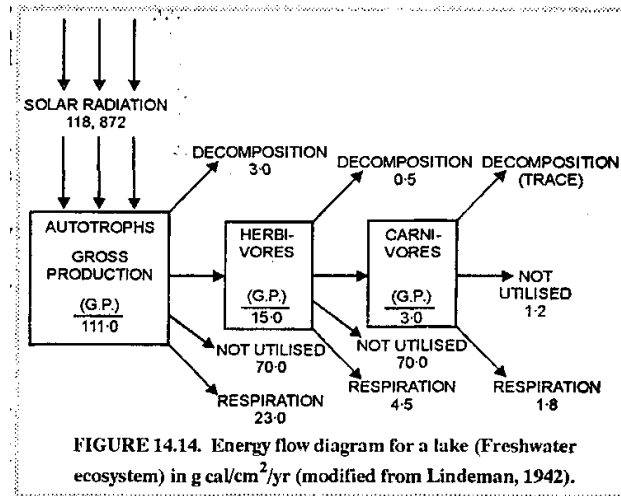 SOLAR RADIATION
118, 872
DECOMPOSITION
3·0
DECOMPOSITION
0·5
DECOMPOSITION
(TRACE)
AUTOTROPHS
GROSS
PRODUCTION
(G.P.)
111·0
HERBI-
VORES
(G.P.)
15·0
CARNI-
VORES
(G.P.)
3·0
NOT
UTILISED
1·2
NOT UTILISED
70·0
NOT UTILISED
70·0
RESPIRATION
23·0
RESPIRATION
4·5
RESPIRATION
1·8
FIGURE 14.14. Energy flow diagram for a lake (Freshwater
ecosystem) in g cal/cm²/yr (modified from Lindeman, 1942).